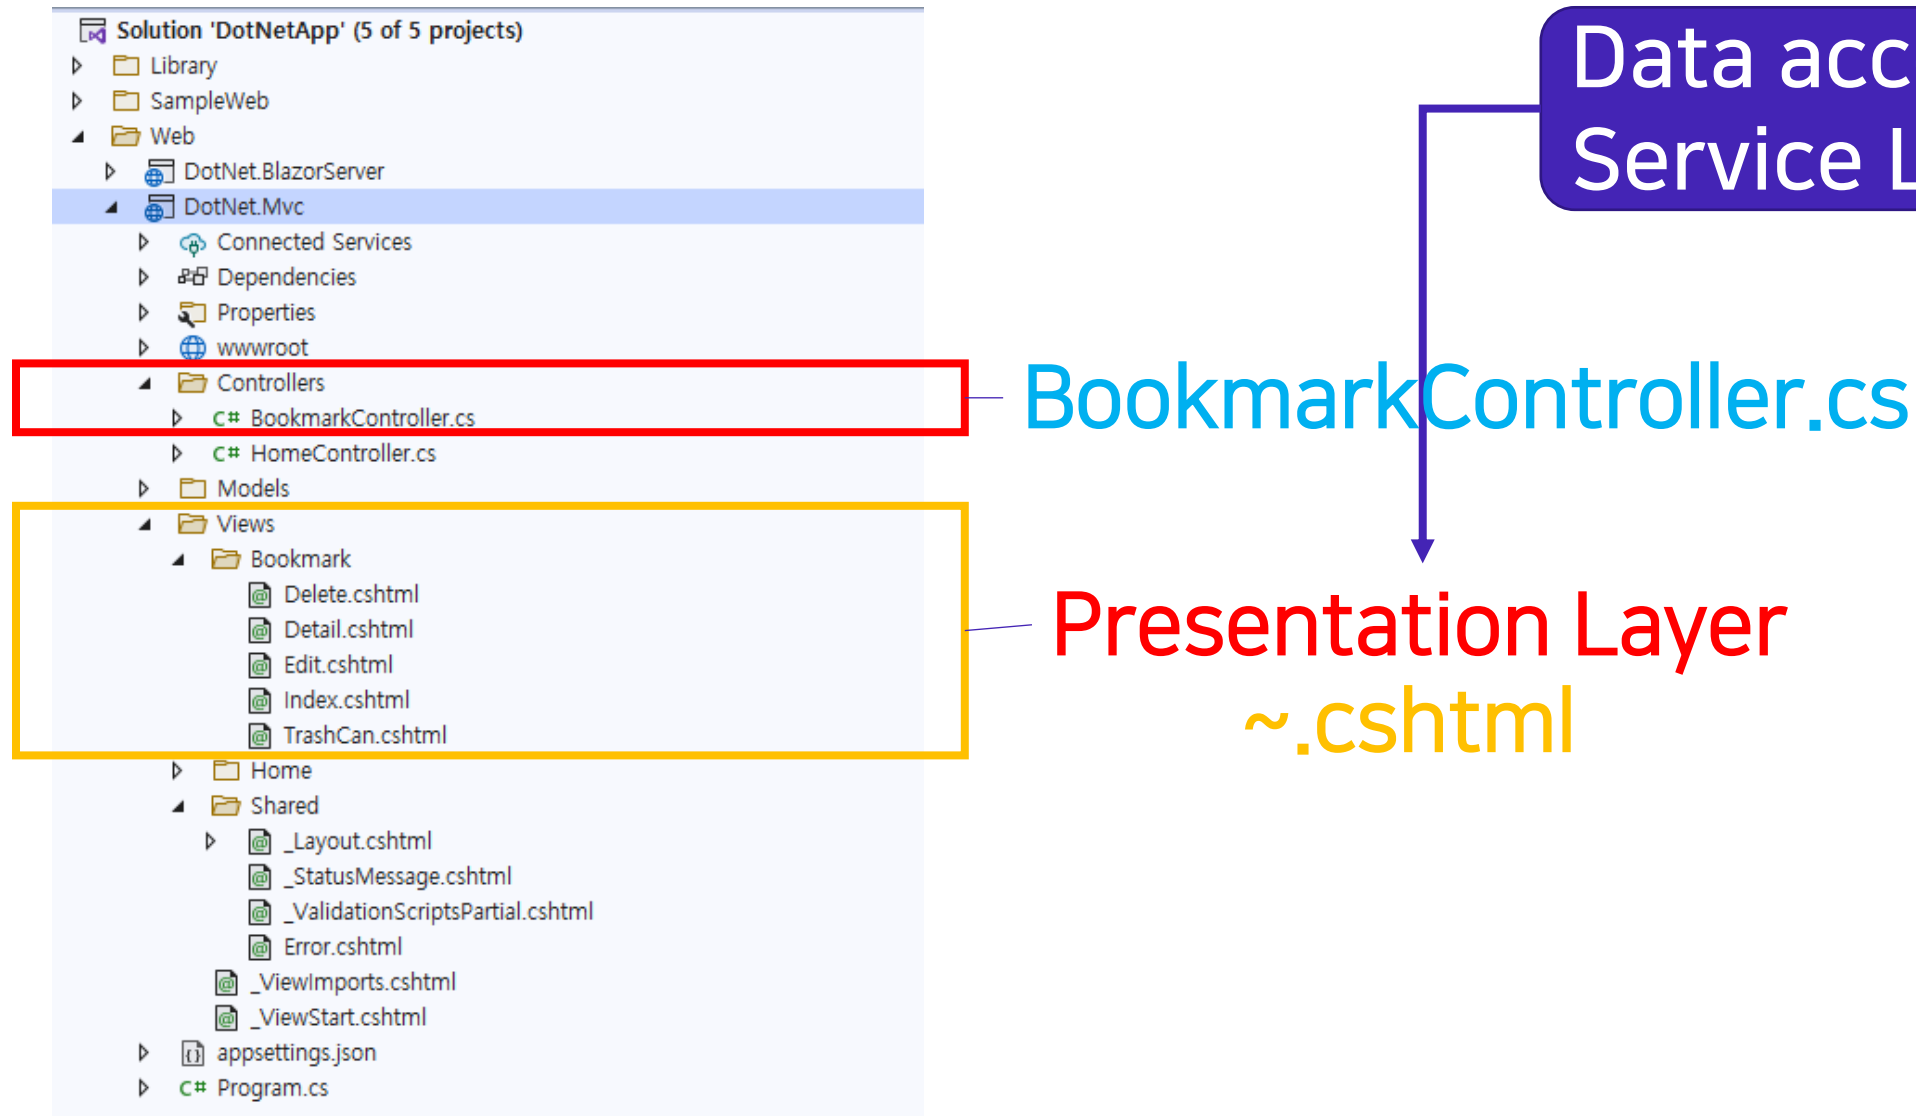 Solution 'DotNetApp' (5 of 5 projects)
Library
SampleWeb
Web
DotNet.BlazorServer
DotNet.Mvc
Connected Services
Dependencies
Properties
wwwroot
Controllers
C# BookmarkController.cs
C# HomeController.cs
Models
Views
Bookmark
Delete.cshtml
Detail.cshtml
Edit.cshtml
Index.cshtml
TrashCan.cshtml
Home
Shared
_Layout.cshtml
_StatusMessage.cshtml
_ValidationScriptsPartial.cshtml
Error.cshtml
_ViewImports.cshtml
_ViewStart.cshtml
appsettings.json
C# Program.cs
Data
Service
BookmarkController.cs
Presentation Layer
~.cshtml